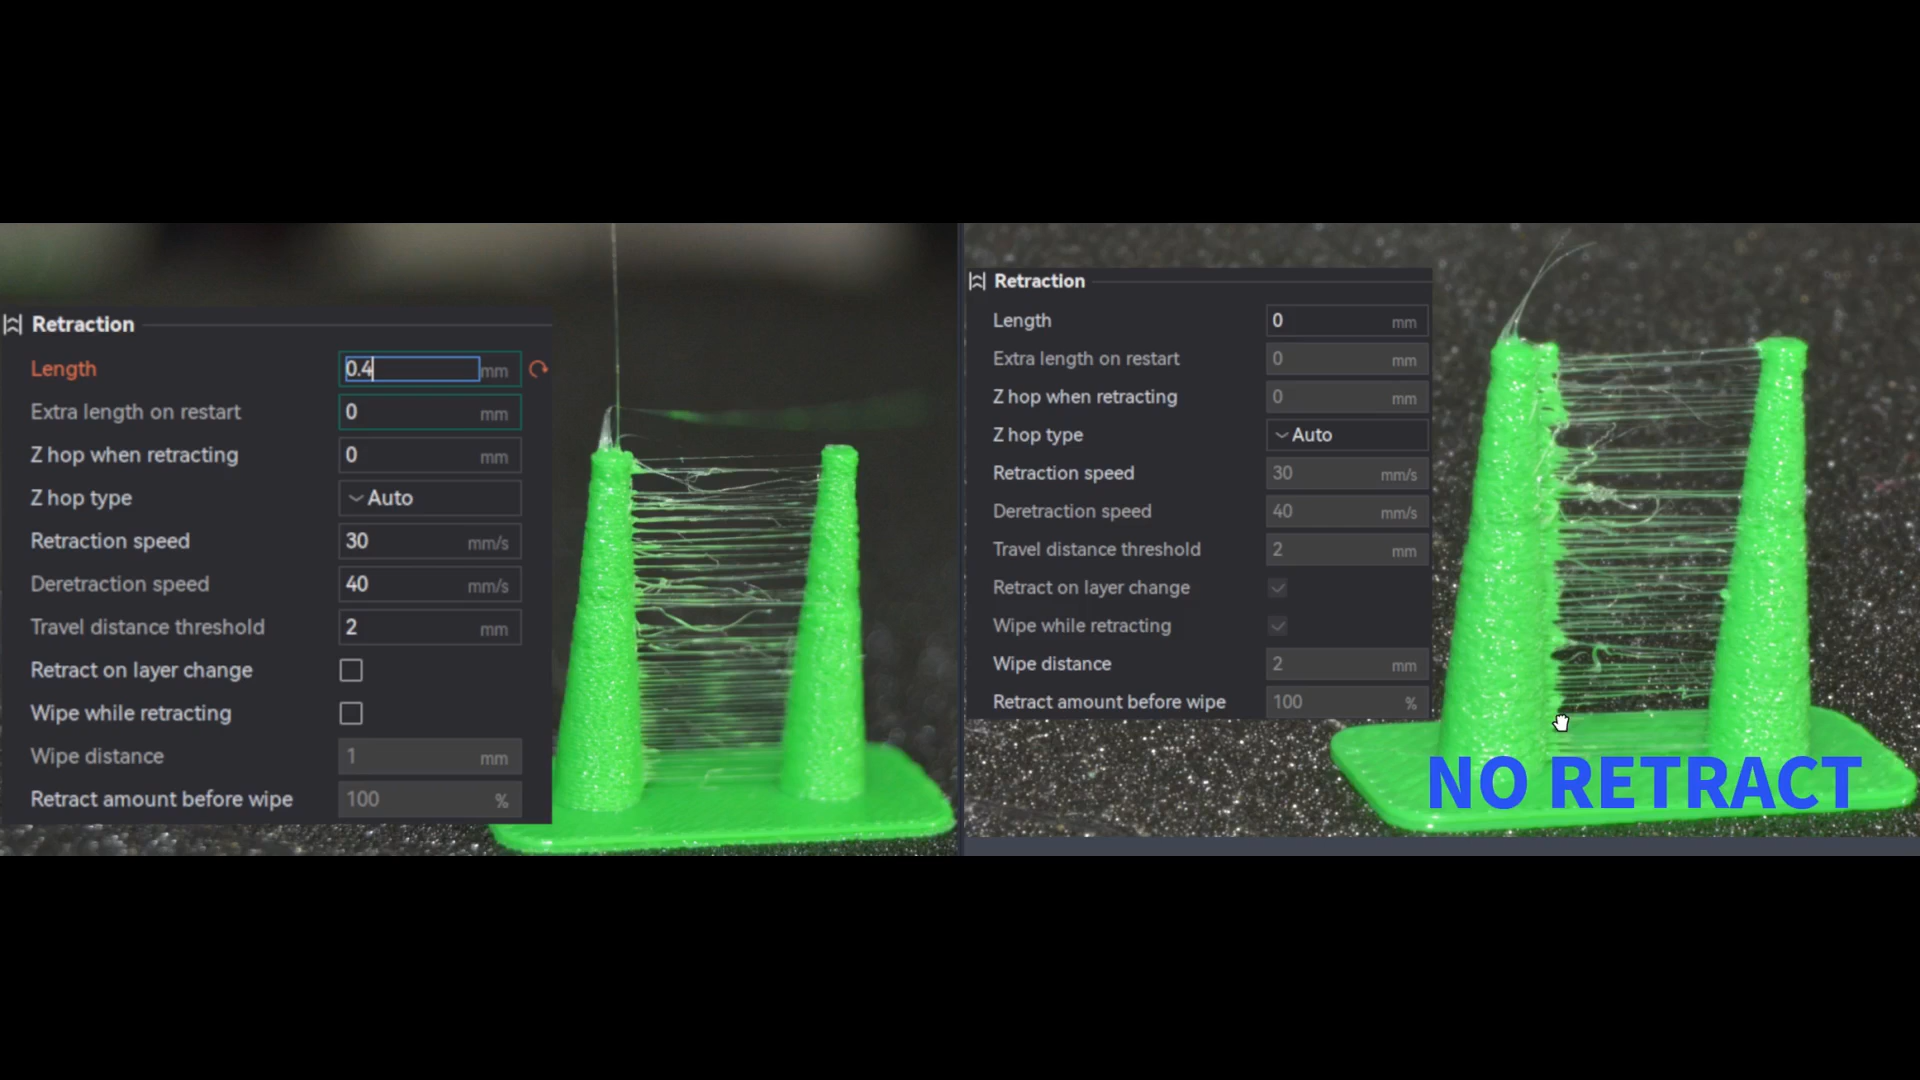 Retraction
Length 0.4 mm
Extra length on restart 0 mm
Z hop when retracting 0 mm
Z hop type Auto
Retraction speed 30 mm/s
Deretraction speed 40 mm/s
Travel distance threshold 2 mm
Retract on layer change
Wipe while retracting
Wipe distance 1 mm
Retract amount before wipe 100 %
Retraction
Length 0 mm
Extra length on restart 0 mm
Z hop when retracting 0 mm
Z hop type Auto
Retraction speed 30 mm/s
Deretraction speed 40 mm/s
Travel distance threshold 2 mm
Retract on layer change
Wipe while retracting
Wipe distance 2 mm
Retract amount before wipe 100 %
NO RETRACT